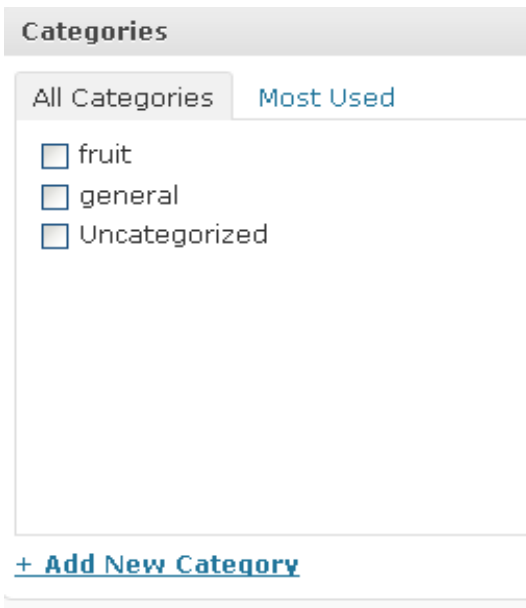 Categories
All Categories Most Used
fruit
general
Uncategorized
+ Add New Category